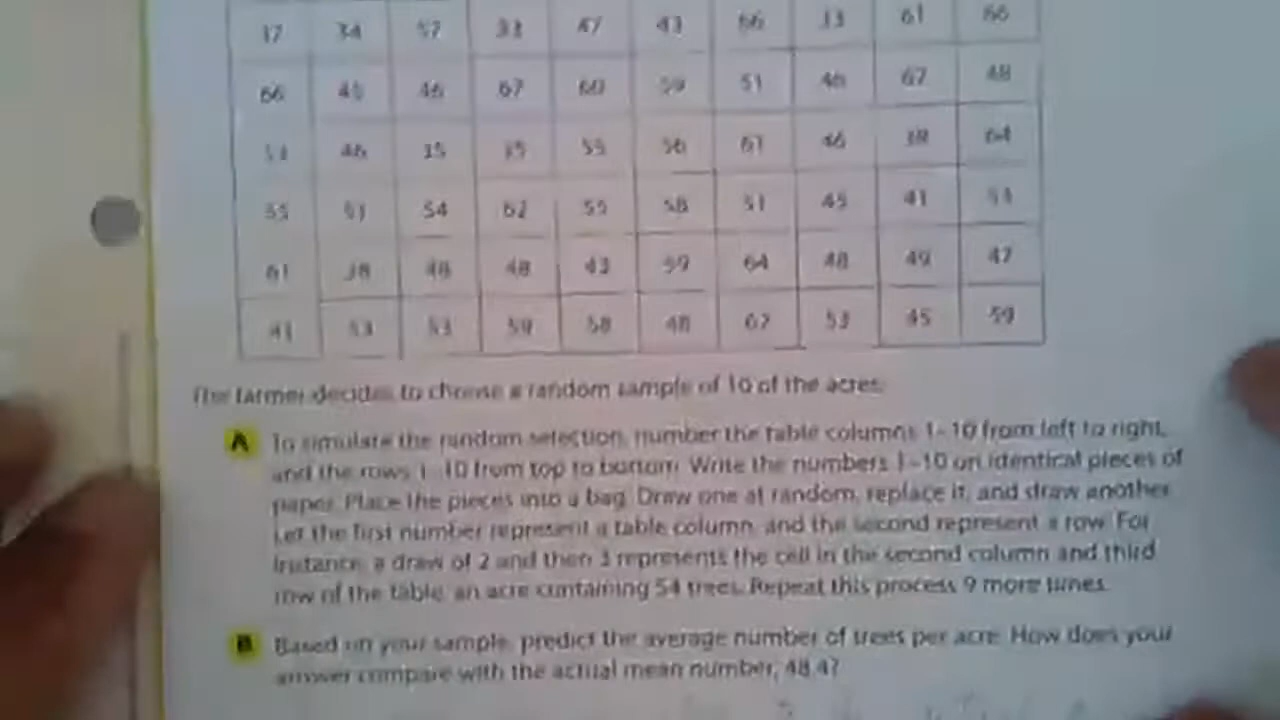 17 34 57 33 47 43 66 33 61 66
66 45 46 67 60 59 51 46 67 48
46 15 55 56 67 46 64
55 51 54 62 55 58 51 45 41
61 38 48 48 43 59 64 48 49 47
41 53 53 59 58 48 67 53 45 59
The farmer decides to choose a random sample of 10 of the acres.
A To simulate the random selection, number the table columns 1–10 from left to right,
and the rows 1–10 from top to bottom. Write the numbers 1–10 on identical pieces of
paper. Place the pieces into a bag. Draw one at random, replace it, and draw another.
Let the first number represent a table column, and the second represent a row. For
instance, a draw of 2 and then 3 represents the cell in the second column and third
row of the table, an acre containing 54 trees. Repeat this process 9 more times.
B Based on your sample, predict the average number of trees per acre. How does your
answer compare with the actual mean number, 48.4?